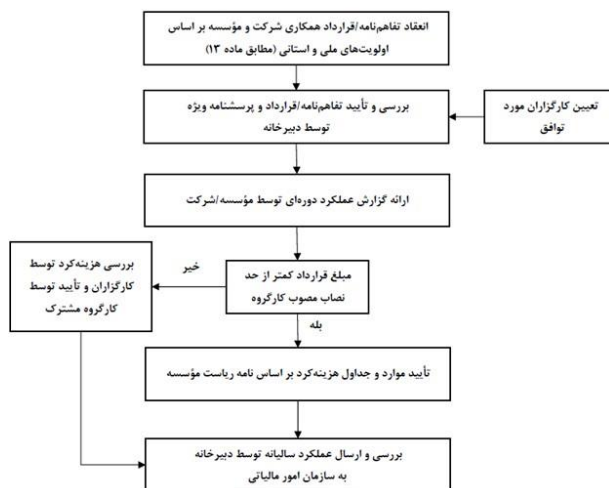 انعقاد تفاهم‌نامه/قرارداد همکاری شرکت و مؤسسه بر اساس
اولویت‌های ملی و استانی (مطابق ماده ۱۳)
بررسی و تأیید تفاهم‌نامه/قرارداد و پرسشنامه ویژه
توسط دبیرخانه
تعیین کارگزاران مورد
توافق
ارائه گزارش عملکرد دوره‌ای توسط مؤسسه/شرکت
مبلغ قرارداد کمتر از حد
نصاب مصوب کارگروه
خیر
بررسی هزینه‌کرد توسط
کارگزاران و تأیید توسط
کارگروه مشترک
بله
تأیید موارد و جداول هزینه‌کرد بر اساس نامه ریاست مؤسسه
بررسی و ارسال عملکرد سالیانه توسط دبیرخانه
به سازمان امور مالیاتی